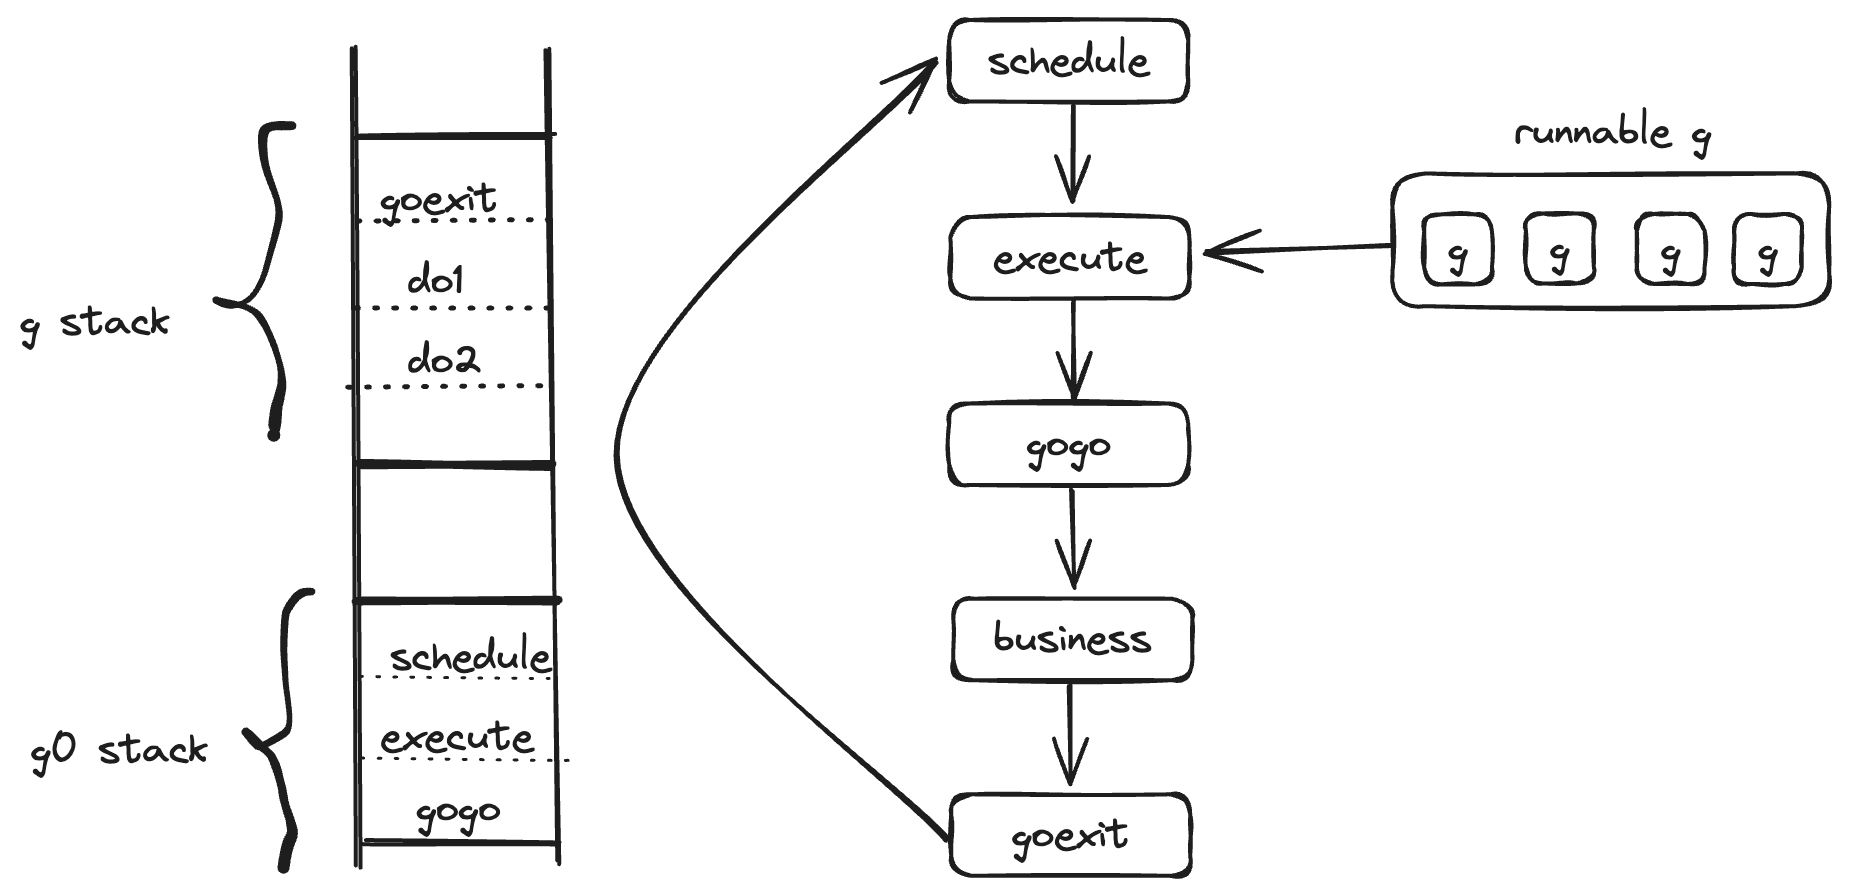 g stack
goexit
do1
do2
g0 stack
schedule
execute
gogo
schedule
execute
gogo
business
goexit
runnable g
g
g
g
g